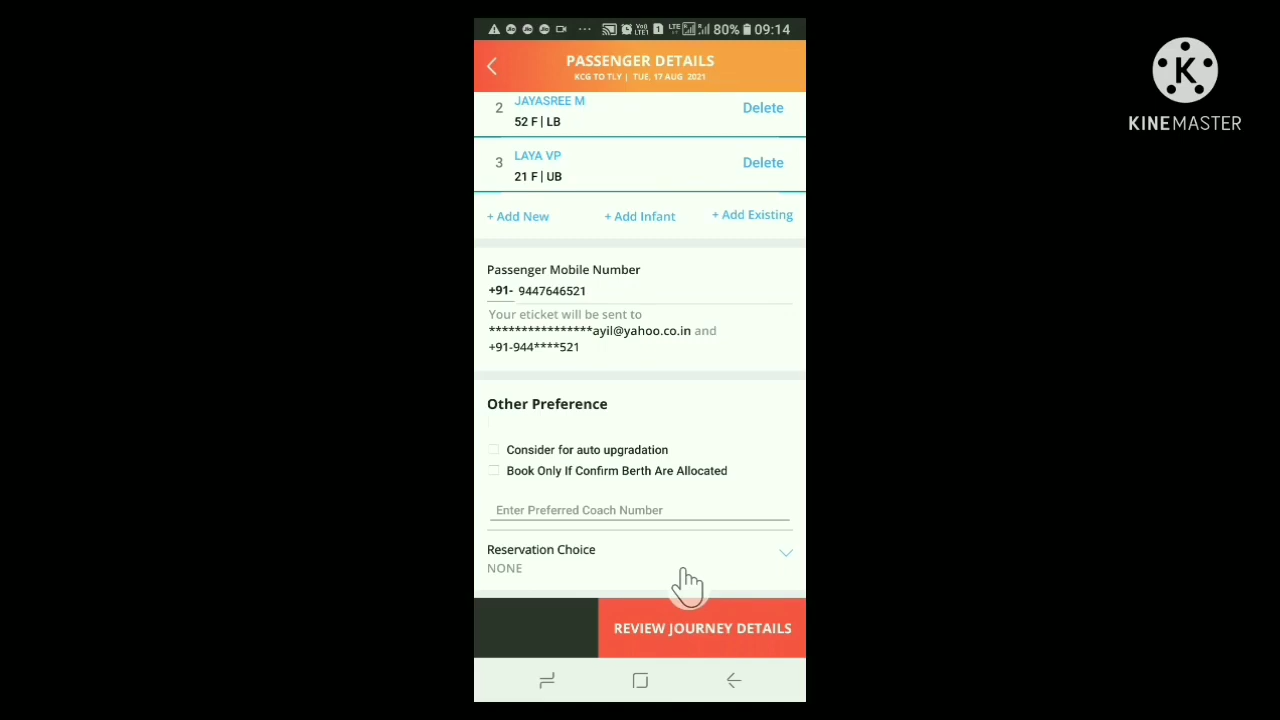 80% 09:14
PASSENGER DETAILS
KCG TO TLY | TUE, 17 AUG 2021
2 JAYASREE M Delete
52 F | LB
3 LAYA VP Delete
21 F | UB
+ Add New + Add Infant + Add Existing
Passenger Mobile Number
+91- 9447646521
Your eticket will be sent to
****************ayil@yahoo.co.in and
+91-944****521
Other Preference
Consider for auto upgradation
Book Only If Confirm Berth Are Allocated
Enter Preferred Coach Number
Reservation Choice
NONE
REVIEW JOURNEY DETAILS
K
KINEMASTER